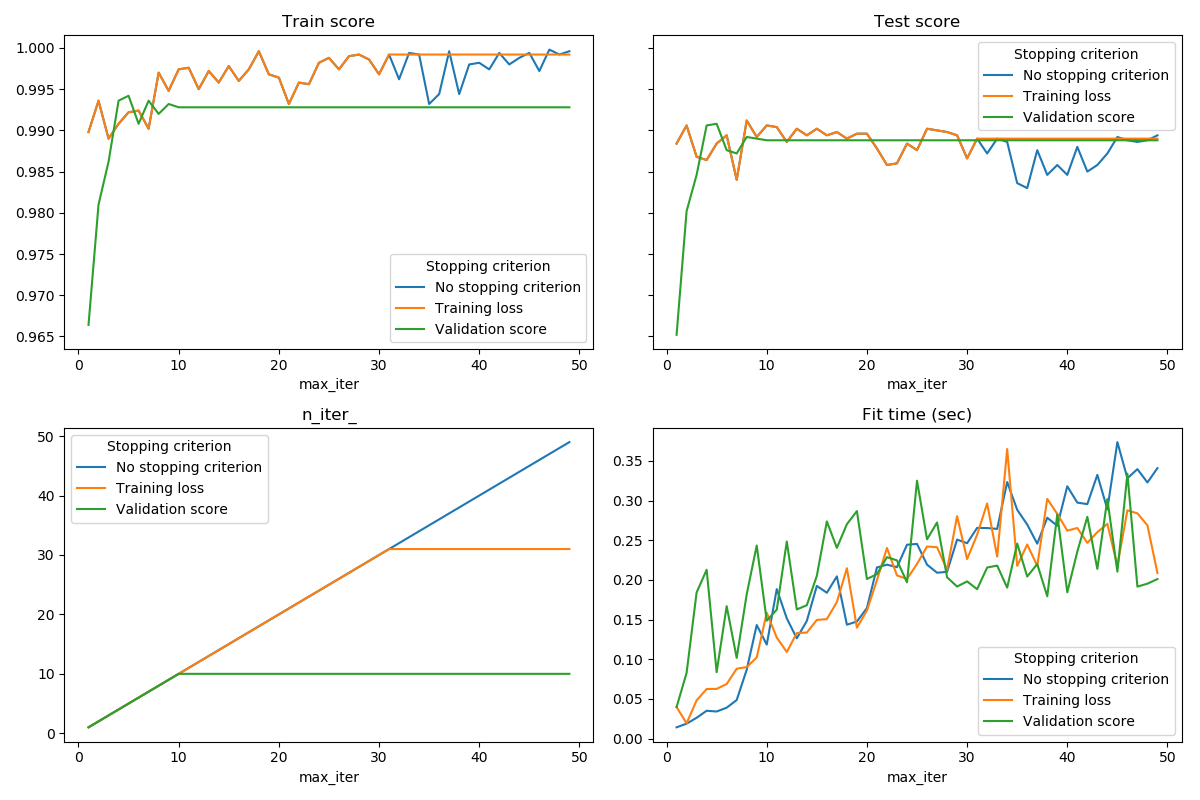 Train score
1.000
0.995
0.990
0.985
0.980
0.975
0.970
0.965
Stopping criterion
No stopping criterion
Training loss
Validation score
0 10 20 30 40 50
max_iter
Test score
Stopping criterion
No stopping criterion
Training loss
Validation score
0 10 20 30 40 50
max_iter
n_iter_
50
40
30
20
10
0
Stopping criterion
No stopping criterion
Training loss
Validation score
0 10 20 30 40 50
max_iter
Fit time (sec)
0.35
0.30
0.25
0.20
0.15
0.10
0.05
0.00
Stopping criterion
No stopping criterion
Training loss
Validation score
0 10 20 30 40 50
max_iter